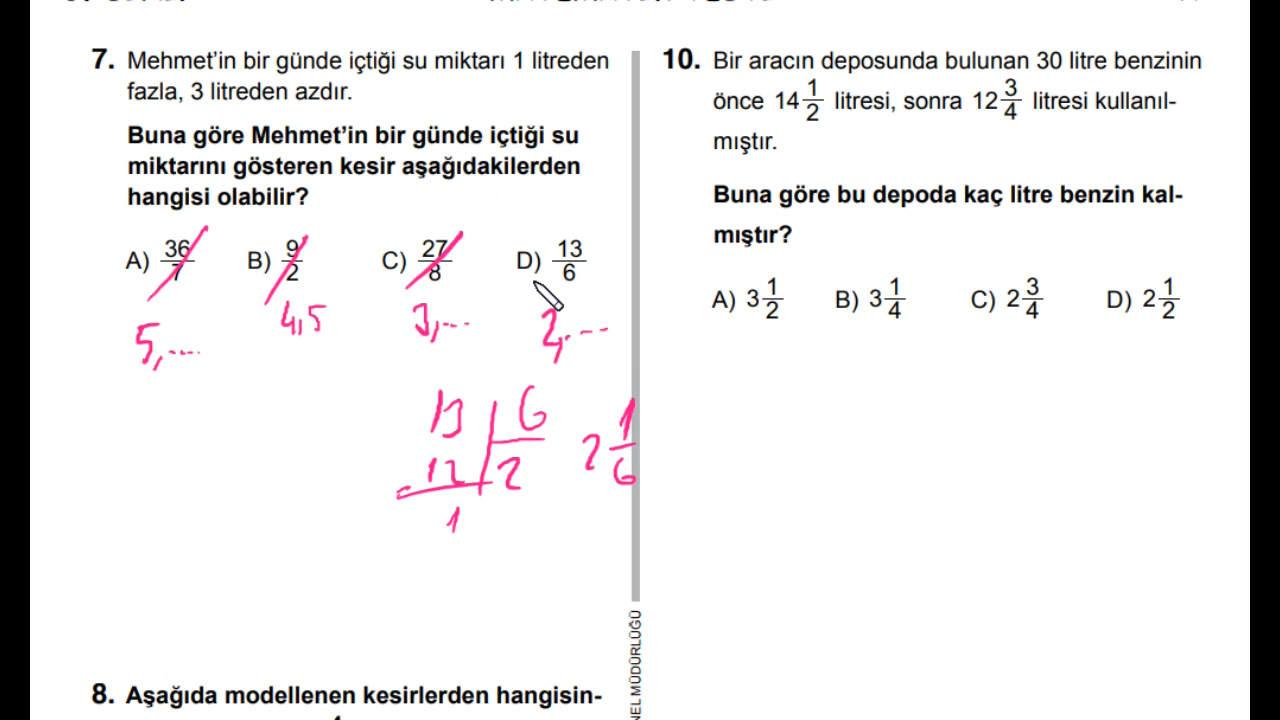 7. Mehmet'in bir günde içtiği su miktarı 1 litreden
fazla, 3 litreden azdır.
Buna göre Mehmet'in bir günde içtiği su
miktarını gösteren kesir aşağıdakilerden
hangisi olabilir?
A) 36/7 B) 9/2 C) 27/8 D) 13/6
5,.... 4,5 3,... 2,...
13 6 2 1/6
12 2
1
8. Aşağıda modellenen kesirlerden hangisin-
NEL MÜDÜRLÜĞÜ
10. Bir aracın deposunda bulunan 30 litre benzinin
önce 14 1/2 litresi, sonra 12 3/4 litresi kullanıl-
mıştır.
Buna göre bu depoda kaç litre benzin kal-
mıştır?
A) 3 1/2 B) 3 1/4 C) 2 3/4 D) 2 1/2